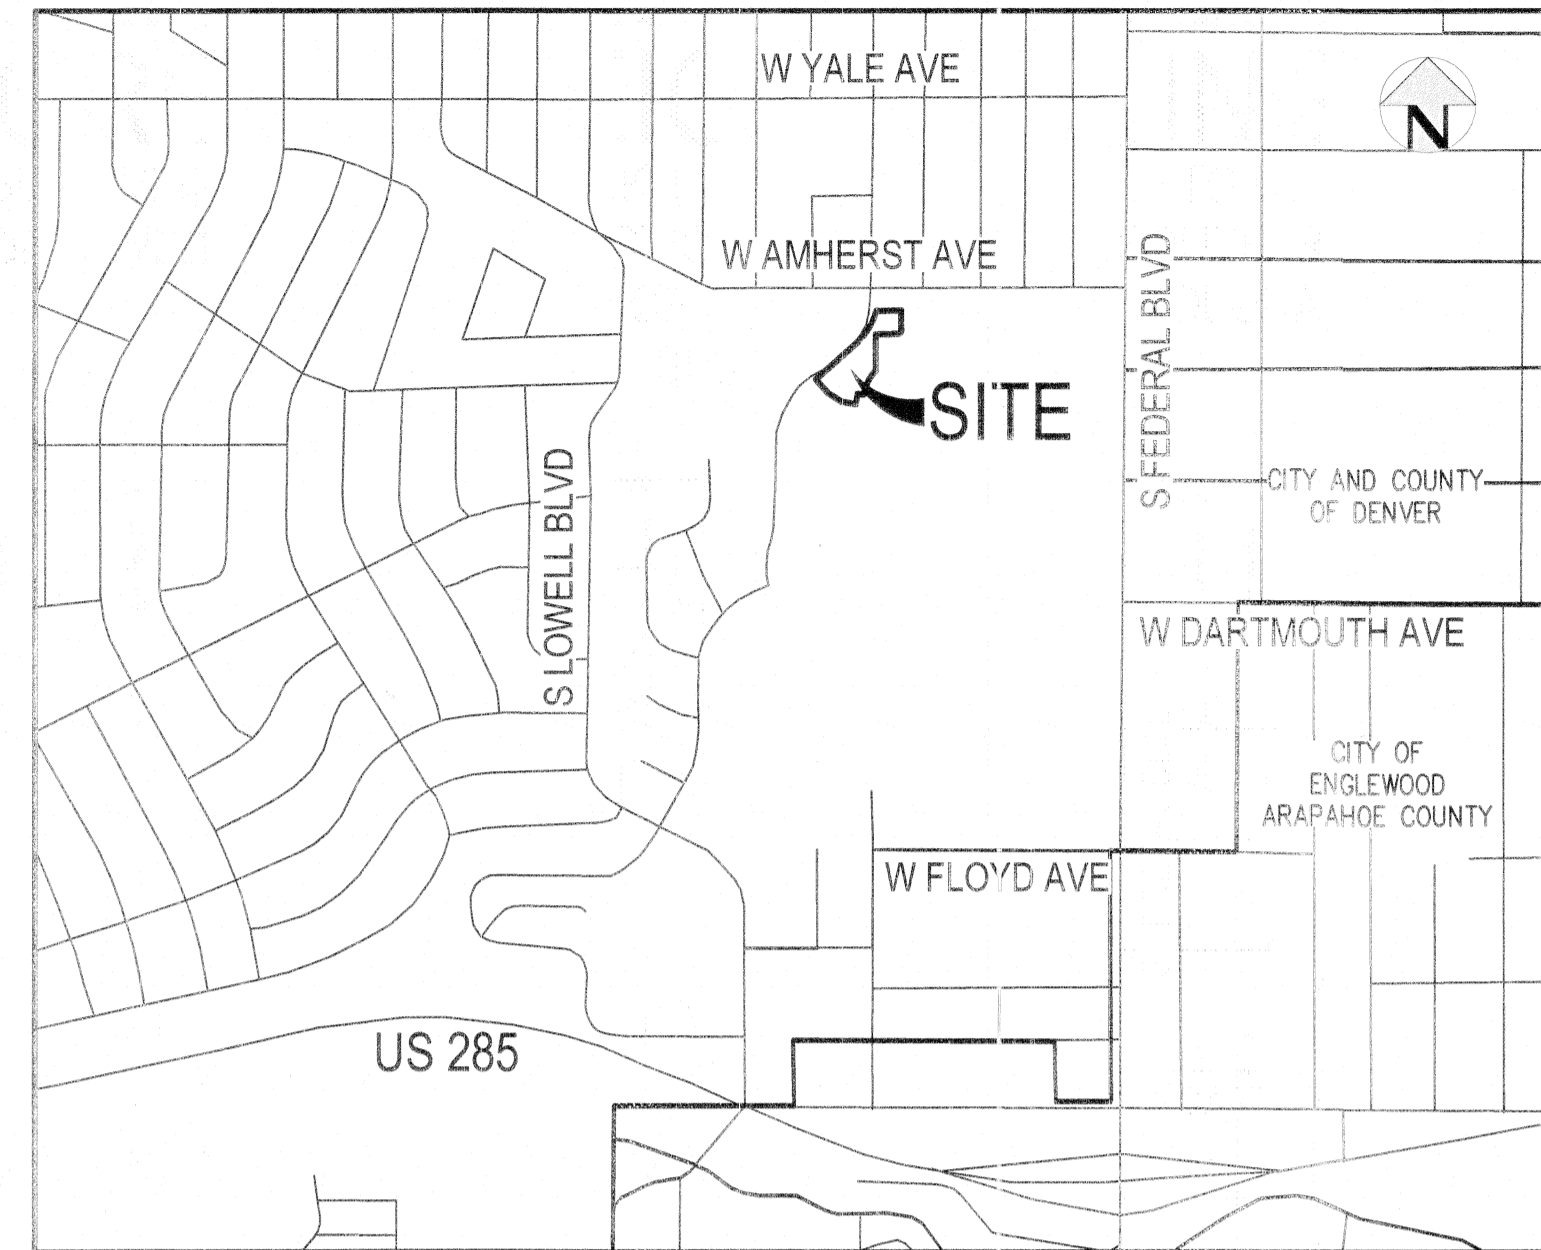 W YALE AVE
N
W AMHERST AVE
S FEDERAL BLVD
SITE
S LOWELL BLVD
CITY AND COUNTY
OF DENVER
W DARTMOUTH AVE
CITY OF
ENGLEWOOD
ARAPAHOE COUNTY
W FLOYD AVE
US 285